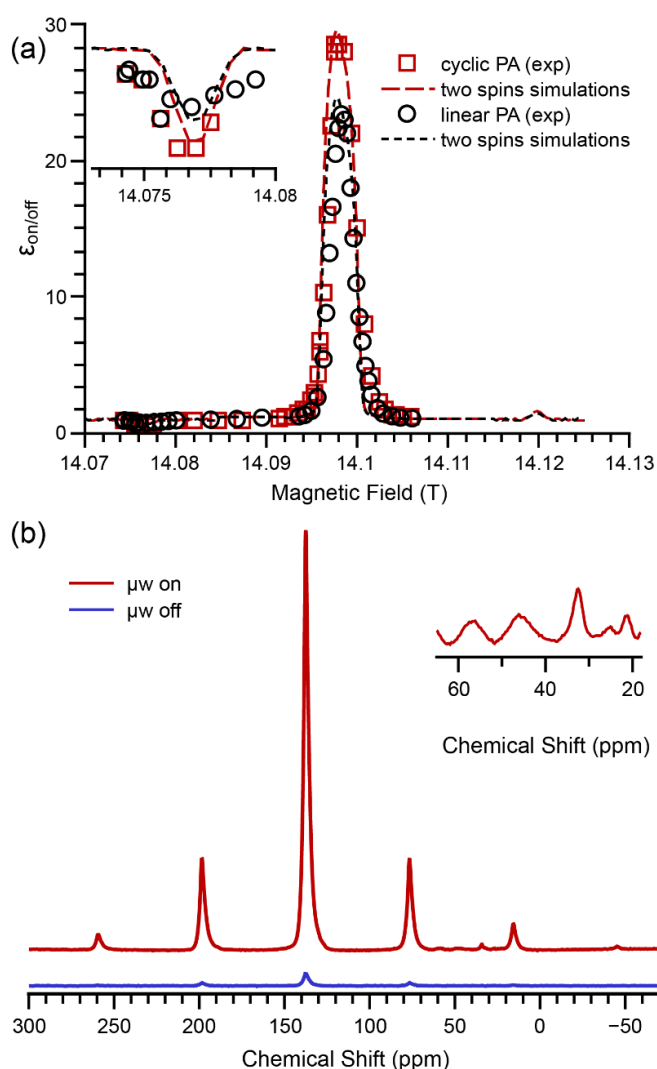 (a)
30
20
10
0
ε on/off
cyclic PA (exp)
two spins simulations
linear PA (exp)
two spins simulations
14.075 14.08
14.07 14.08 14.09 14.1 14.11 14.12 14.13
Magnetic Field (T)
(b)
μw on
μw off
60 40 20
Chemical Shift (ppm)
300 250 200 150 100 50 0 −50
Chemical Shift (ppm)